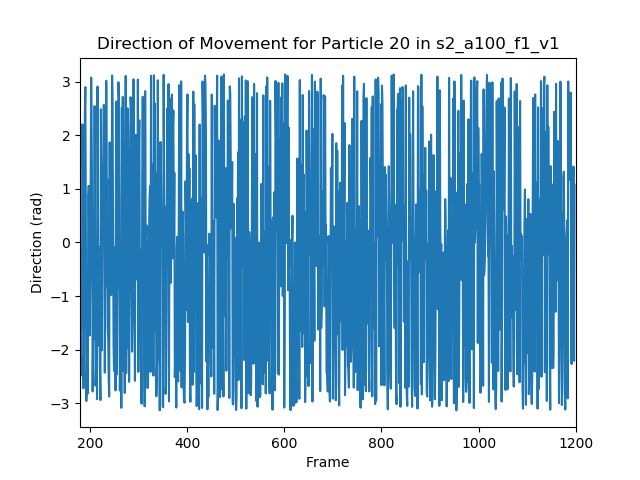 Direction of Movement for Particle 20 in s2_a100_f1_v1
3
2
1
0
−1
−2
−3
Direction (rad)
200 400 600 800 1000 1200
Frame